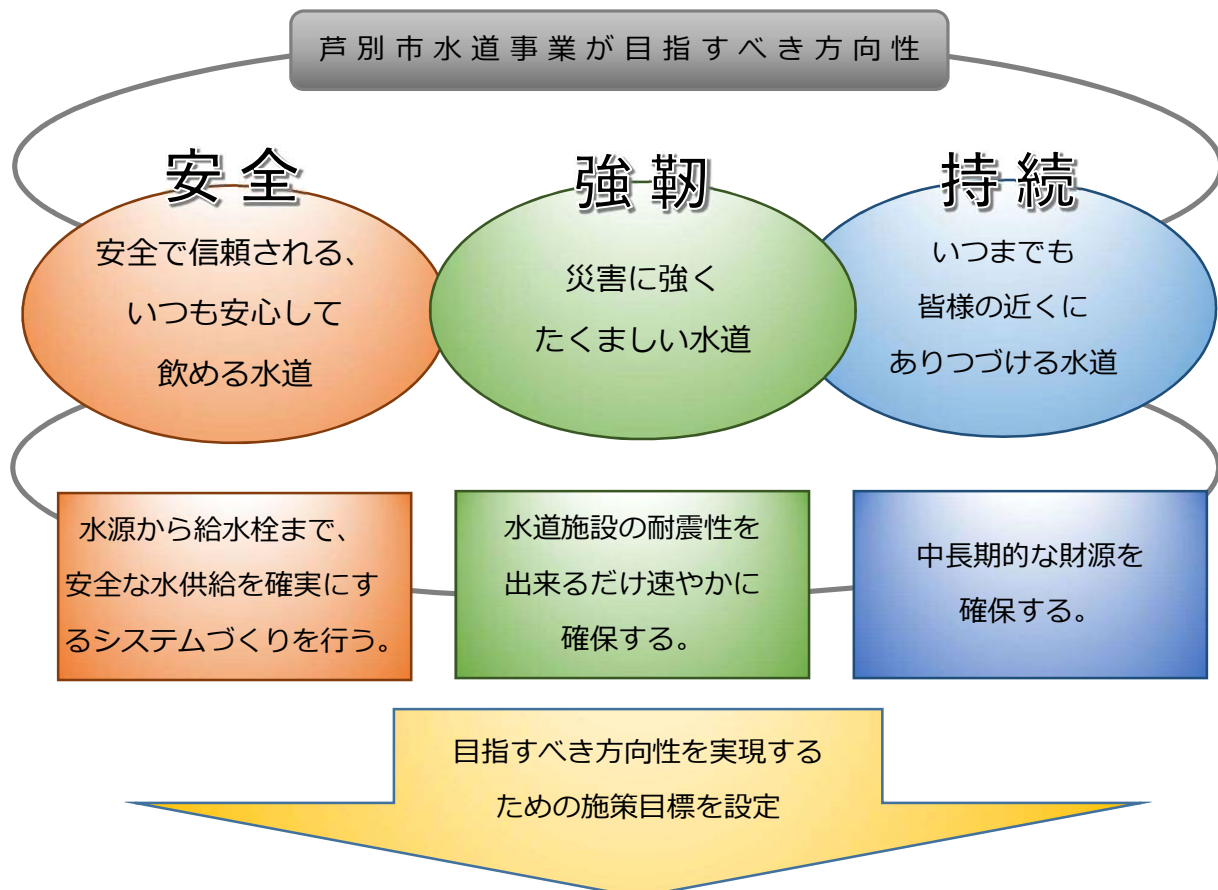 芦別市水道事業が目指すべき方向性
安全
安全で信頼される、
いつも安心して
飲める水道
強靭
災害に強く
たくましい水道
持続
いつまでも
皆様の近くに
ありつづける水道
水源から給水栓まで、
安全な水供給を確実にす
るシステムづくりを行う。
水道施設の耐震性を
出来るだけ速やかに
確保する。
中長期的な財源を
確保する。
目指すべき方向性を実現する
ための施策目標を設定